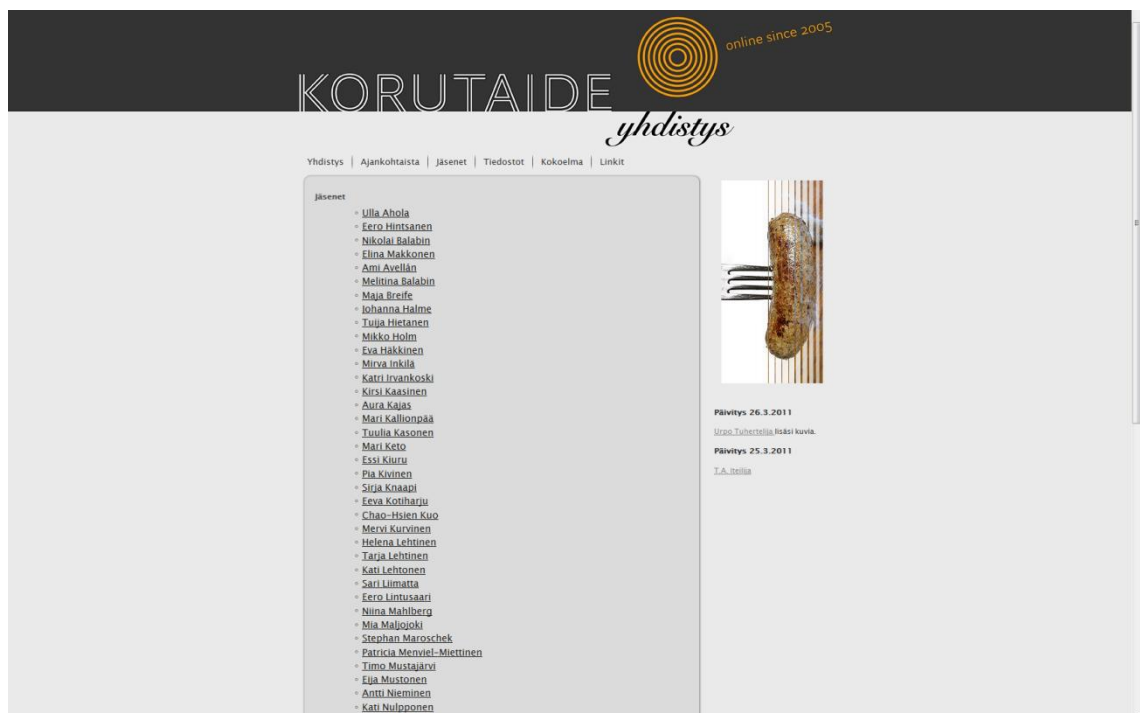 online since 2005
KORUTAIDE
yhdistys
Yhdistys | Ajankohtaista | Jäsenet | Tiedostot | Kokoelma | Linkit
Jäsenet
Ulla Ahola
Eero Hintsanen
Nikolai Balabin
Elina Makkonen
Ami Avellán
Melitina Balabin
Maja Breife
Johanna Halme
Tuija Hietanen
Mikko Holm
Eva Häkkinen
Mirva Inkilä
Katri Irvankoski
Kirsi Kaasinen
Aura Kajas
Mari Kallionpää
Tuulia Kasonen
Mari Keto
Essi Kiuru
Pia Kivinen
Sirja Knaapi
Eeva Kotiharju
Chao-Hsien Kuo
Mervi Kurvinen
Helena Lehtinen
Tarja Lehtinen
Kati Lehtonen
Sari Liimatta
Eero Lintusaari
Niina Mahlberg
Mia Maljojoki
Stephan Maroschek
Patricia Menviel-Miettinen
Timo Mustajärvi
Eija Mustonen
Antti Nieminen
Kati Nulpponen
Päivitys 26.3.2011
Urpo Tuhertelija lisäsi kuvia.
Päivitys 25.3.2011
T.A. Iteilija